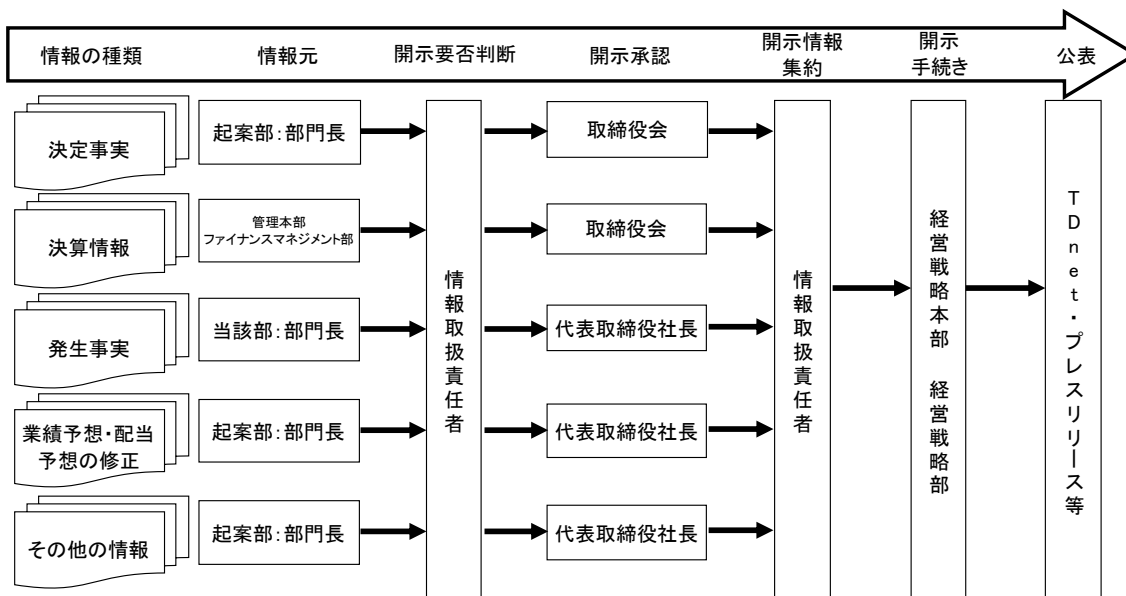 情報の種類
情報元
開示要否判断
開示承認
開示情報
集約
開示
手続き
公表
決定事実
起案部：部門長
取締役会
決算情報
管理本部
ファイナンスマネジメント部
取締役会
発生事実
当該部：部門長
代表取締役社長
業績予想・配当
予想の修正
起案部：部門長
代表取締役社長
その他の情報
起案部：部門長
代表取締役社長
情報取扱責任者
情報取扱責任者
経営戦略本部　経営戦略部
TDnet・プレスリリース等